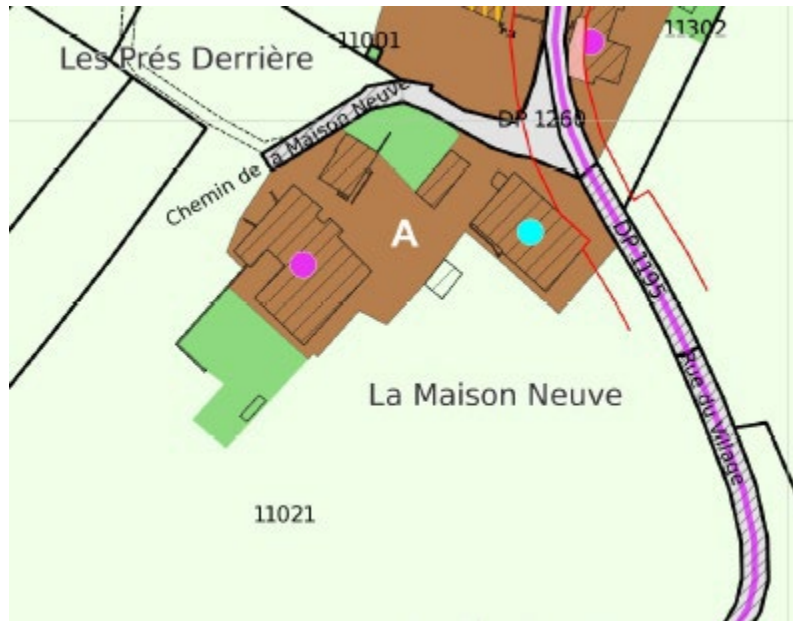 11302
11001
Les Prés Derrière
DP 1260
Chemin de la Maison Neuve
A
DP 1195
La Maison Neuve
Rue du Village
11021